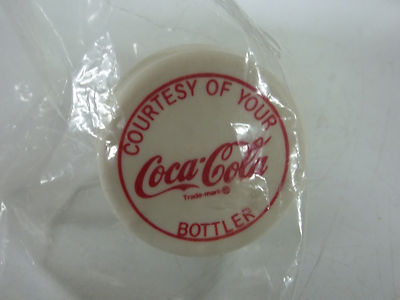 COURTESY OF YOUR
Coca-Cola
Trade-mark®
BOTTLER